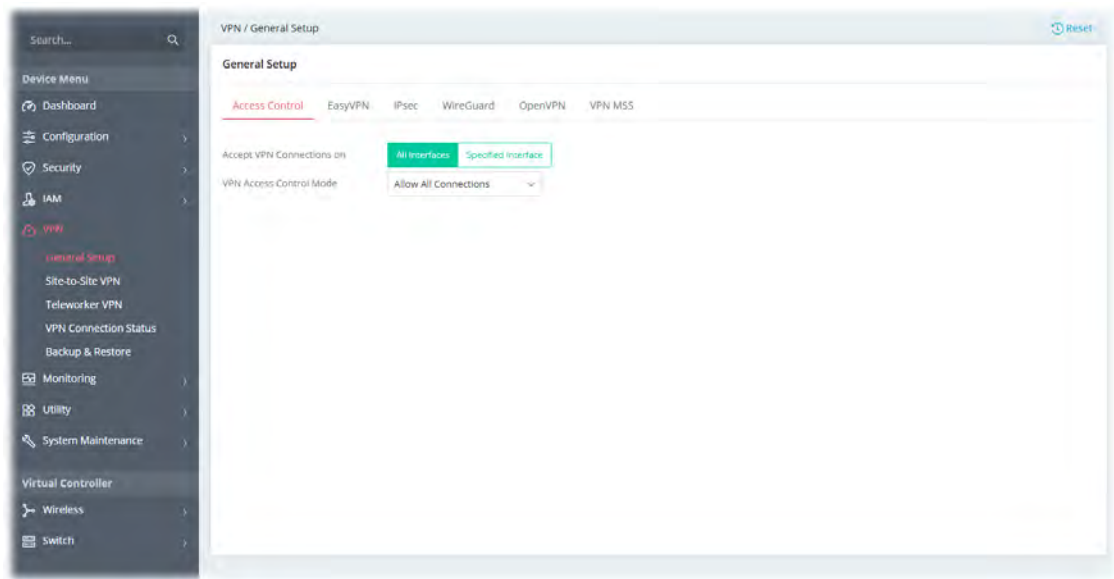 Search...
Device Menu
Dashboard
Configuration
Security
IAM
VPN
General Setup
Site-to-Site VPN
Teleworker VPN
VPN Connection Status
Backup & Restore
Monitoring
Utility
System Maintenance
Virtual Controller
Wireless
Switch
VPN / General Setup
Reset
General Setup
Access Control EasyVPN IPsec WireGuard OpenVPN VPN MSS
Accept VPN Connections on All Interfaces Specified Interface
VPN Access Control Mode Allow All Connections